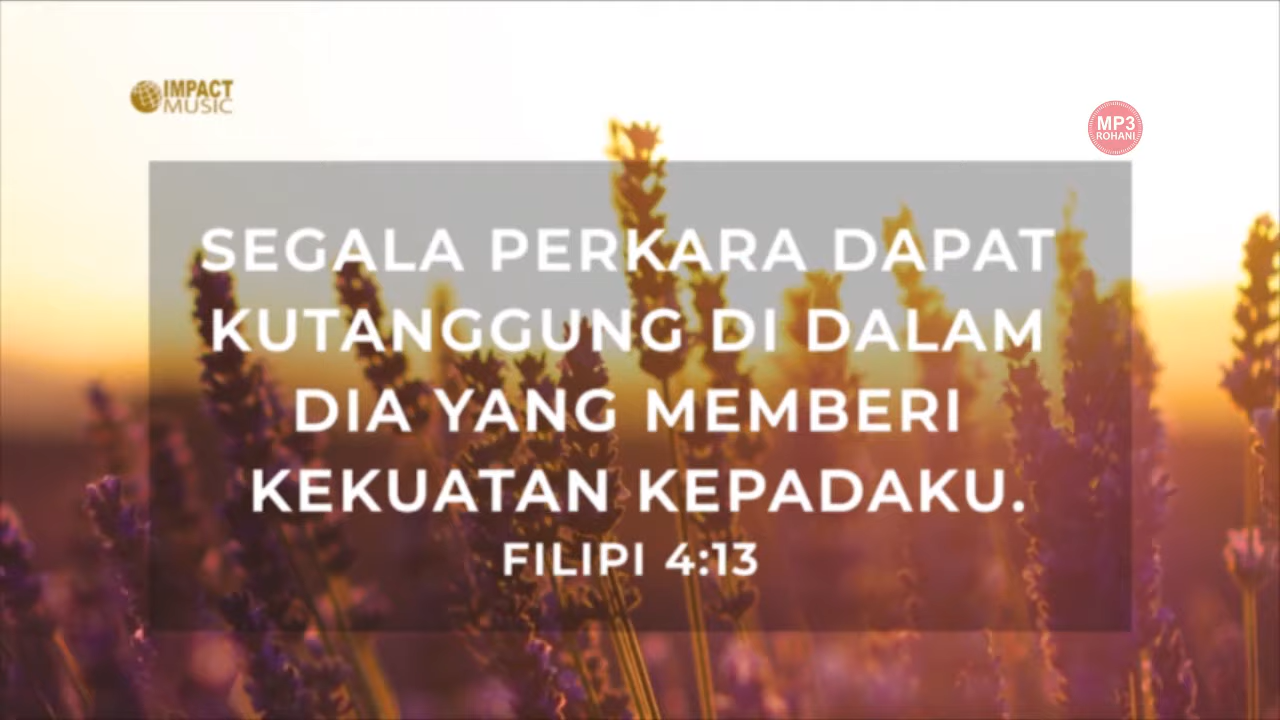 IMPACT
MUSIC
MP3
ROHANI
SEGALA PERKARA DAPAT
KUTANGGUNG DI DALAM
DIA YANG MEMBERI
KEKUATAN KEPADAKU.
FILIPI 4:13